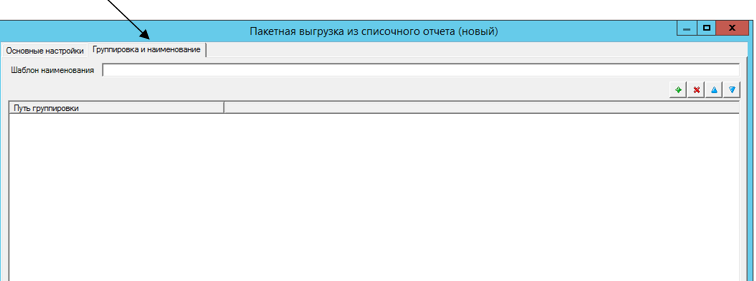 Пакетная выгрузка из списочного отчета (новый)
Основные настройки Группировка и наименование
Шаблон наименования
Путь группировки